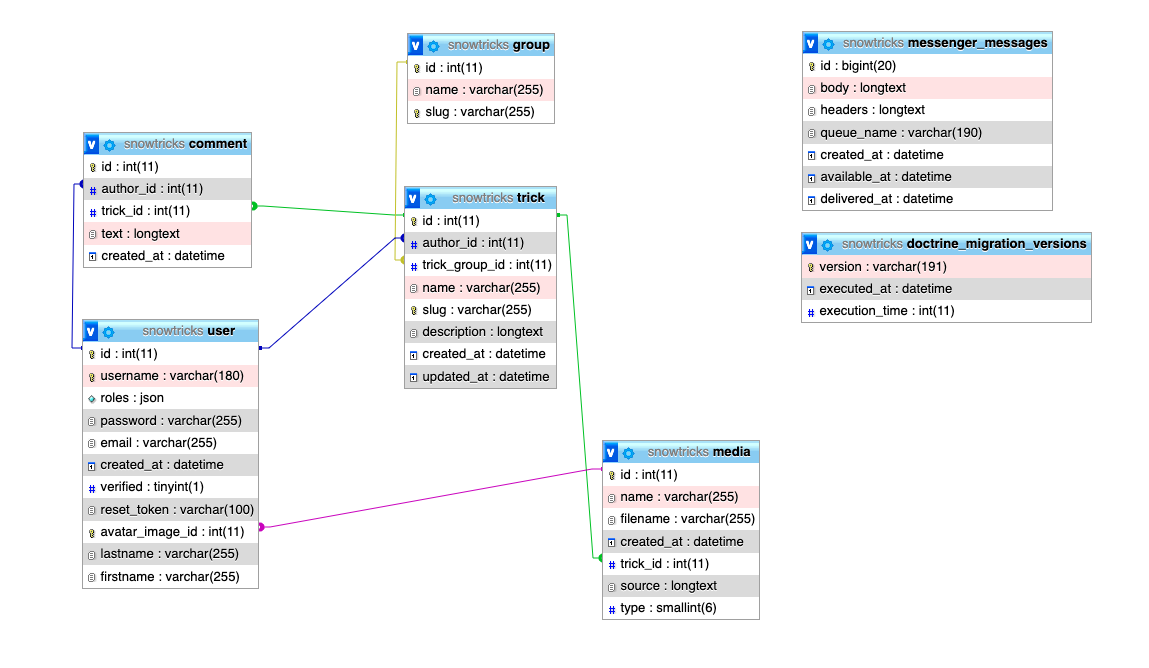 snowtricks group
id : int(11)
name : varchar(255)
slug : varchar(255)
snowtricks messenger_messages
id : bigint(20)
body : longtext
headers : longtext
queue_name : varchar(190)
created_at : datetime
available_at : datetime
delivered_at : datetime
snowtricks comment
id : int(11)
author_id : int(11)
trick_id : int(11)
text : longtext
created_at : datetime
snowtricks trick
id : int(11)
author_id : int(11)
trick_group_id : int(11)
name : varchar(255)
slug : varchar(255)
description : longtext
created_at : datetime
updated_at : datetime
snowtricks doctrine_migration_versions
version : varchar(191)
executed_at : datetime
execution_time : int(11)
snowtricks user
id : int(11)
username : varchar(180)
roles : json
password : varchar(255)
email : varchar(255)
created_at : datetime
verified : tinyint(1)
reset_token : varchar(100)
avatar_image_id : int(11)
lastname : varchar(255)
firstname : varchar(255)
snowtricks media
id : int(11)
name : varchar(255)
filename : varchar(255)
created_at : datetime
trick_id : int(11)
source : longtext
type : smallint(6)